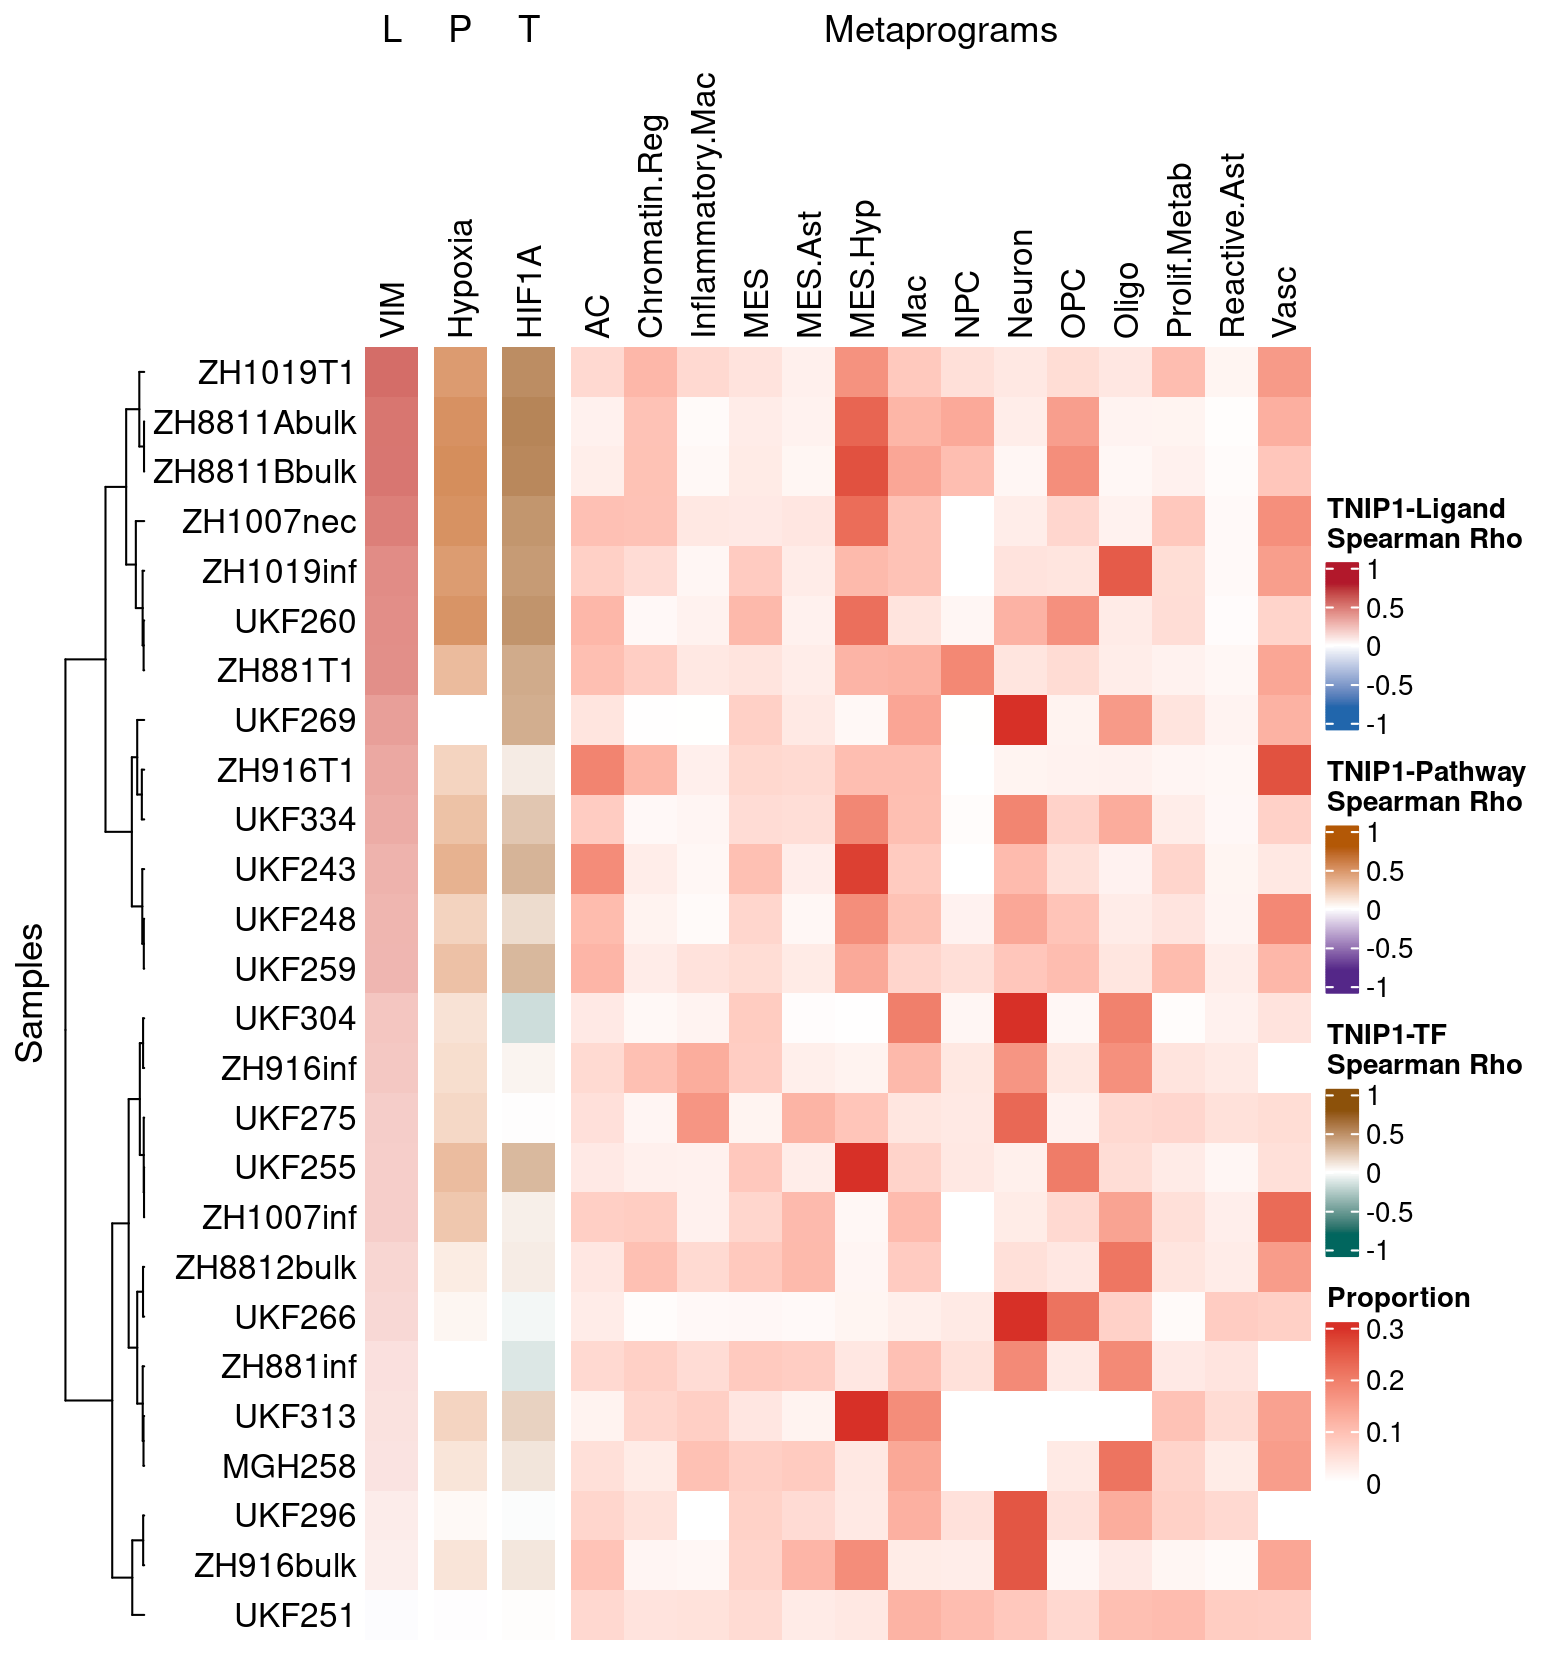 L P T Metaprograms
VIM
Hypoxia
HIF1A
AC
Chromatin.Reg
Inflammatory.Mac
MES
MES.Ast
MES.Hyp
Mac
NPC
Neuron
OPC
Oligo
Prolif.Metab
Reactive.Ast
Vasc
Samples
ZH1019T1
ZH8811Abulk
ZH8811Bbulk
ZH1007nec
ZH1019inf
UKF260
ZH881T1
UKF269
ZH916T1
UKF334
UKF243
UKF248
UKF259
UKF304
ZH916inf
UKF275
UKF255
ZH1007inf
ZH8812bulk
UKF266
ZH881inf
UKF313
MGH258
UKF296
ZH916bulk
UKF251
TNIP1-Ligand
Spearman Rho
1
0.5
0
-0.5
-1
TNIP1-Pathway
Spearman Rho
1
0.5
0
-0.5
-1
TNIP1-TF
Spearman Rho
1
0.5
0
-0.5
-1
Proportion
0.3
0.2
0.1
0